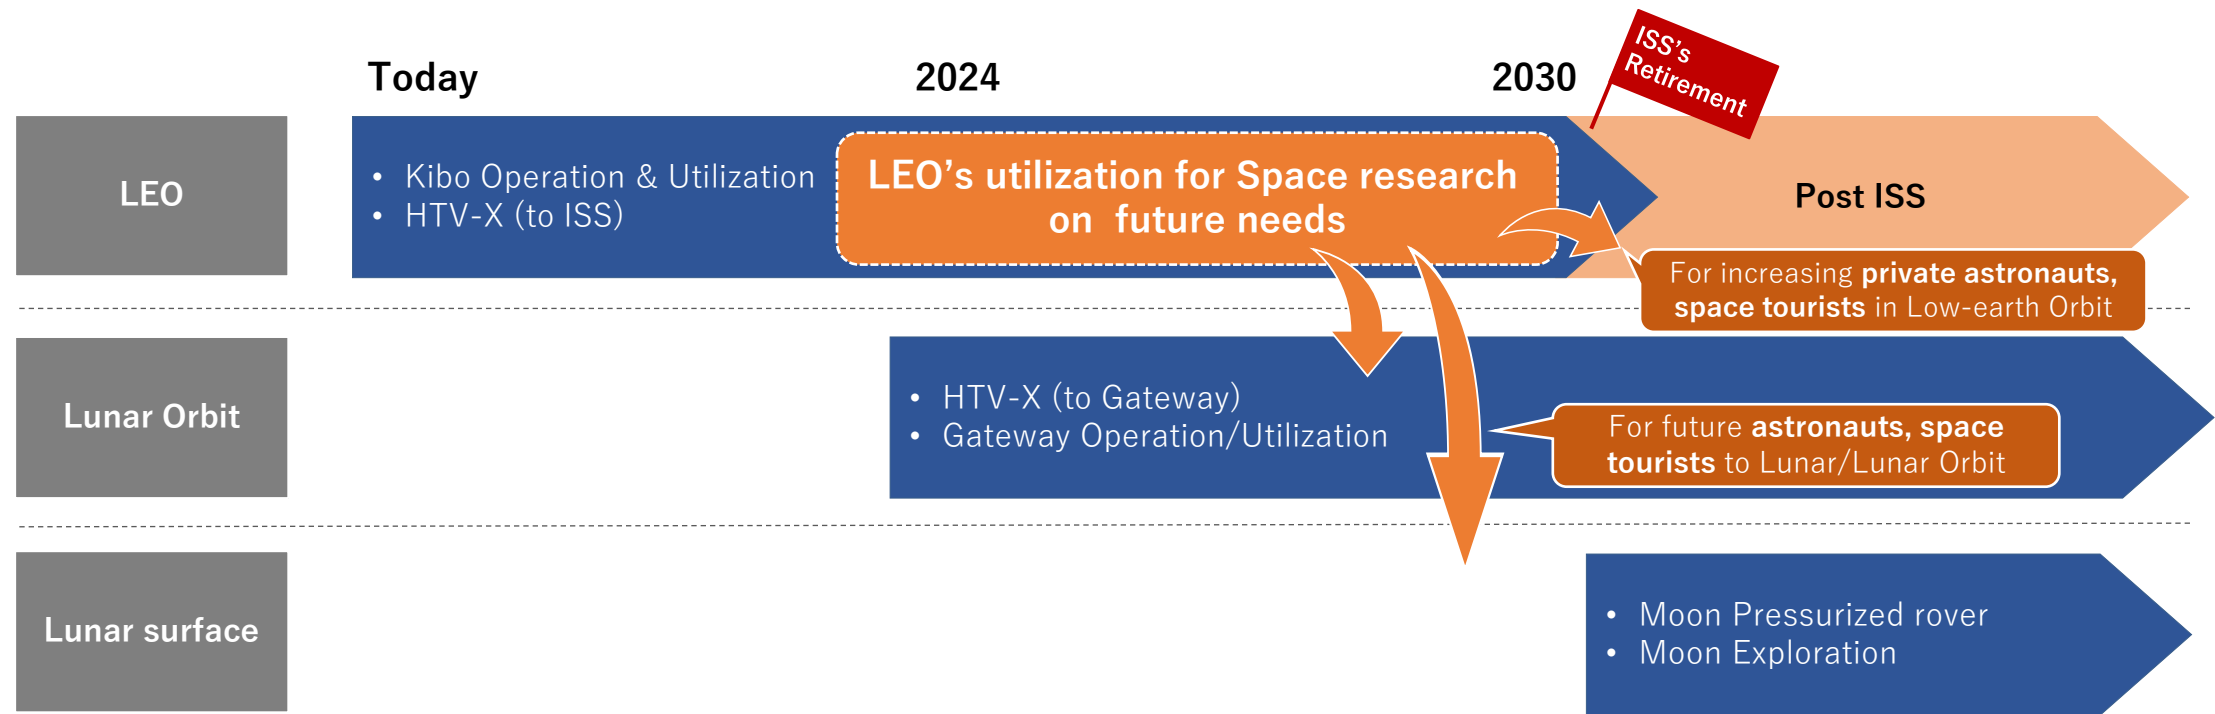 Today
2024
2030
ISS's
Retirement
LEO
• Kibo Operation & Utilization
• HTV-X (to ISS)
LEO’s utilization for Space research
on future needs
Post ISS
For increasing private astronauts,
space tourists in Low-earth Orbit
Lunar Orbit
• HTV-X (to Gateway)
• Gateway Operation/Utilization
For future astronauts, space
tourists to Lunar/Lunar Orbit
Lunar surface
• Moon Pressurized rover
• Moon Exploration